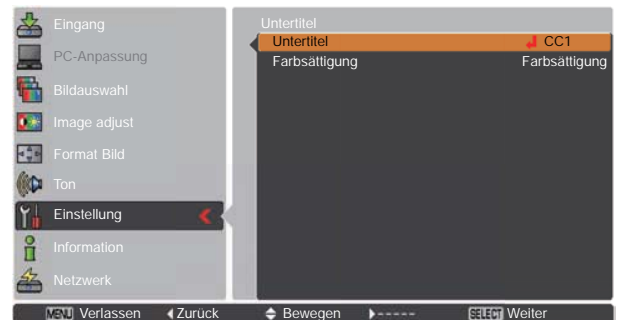 Eingang
PC-Anpassung
Bildauswahl
Image adjust
Format Bild
Ton
Einstellung
Information
Netzwerk
Untertitel
Untertitel CC1
Farbsättigung Farbsättigung
MENU Verlassen Zurück Bewegen ----- SELECT Weiter